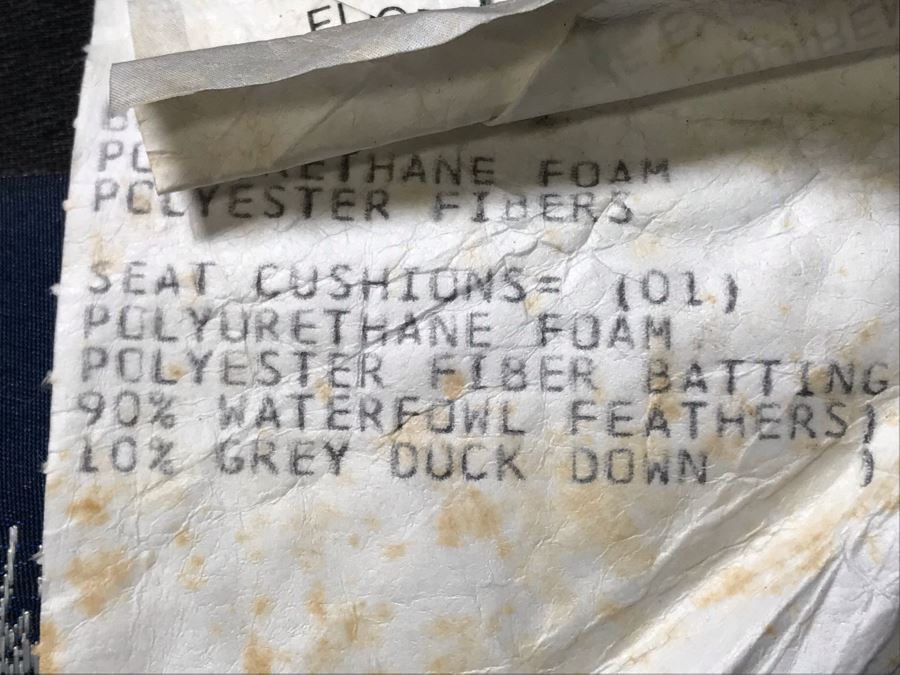 POLYURETHANE FOAM
POLYESTER FIBERS
SEAT CUSHIONS= (01)
POLYURETHANE FOAM
POLYESTER FIBER BATTING
90% WATERFOWL FEATHERS)
10% GREY DUCK DOWN )